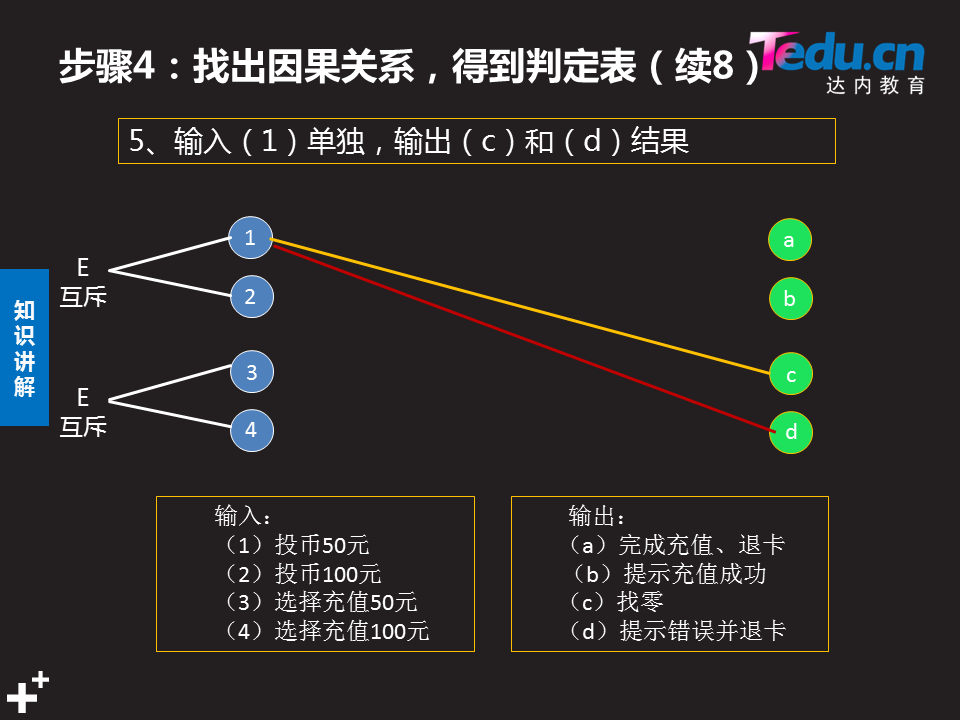 步骤4：找出因果关系，得到判定表（续8）
Tedu.cn
达内教育
5、输入（1）单独，输出（c）和（d）结果
知识讲解
E
互斥
1
2
E
互斥
3
4
a
b
c
d
输入：
（1）投币50元
（2）投币100元
（3）选择充值50元
（4）选择充值100元
输出：
（a）完成充值、退卡
（b）提示充值成功
（c）找零
（d）提示错误并退卡